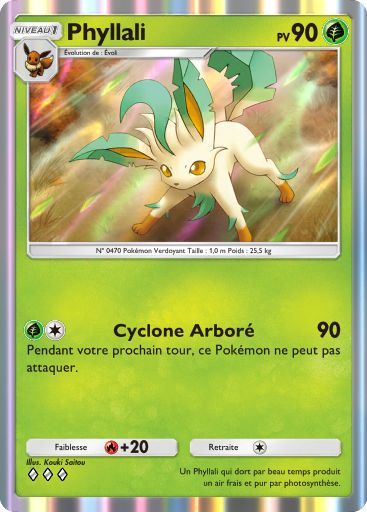 NIVEAU 1
Phyllali
PV 90
Évolution de : Évoli
N° 0470 Pokémon Verdoyant Taille : 1,0 m Poids : 25,5 kg
Cyclone Arboré 90
Pendant votre prochain tour, ce Pokémon ne peut pas
attaquer.
Faiblesse +20 Retraite
Illus. Kouki Saitou
Un Phyllali qui dort par beau temps produit
un air frais et pur par photosynthèse.